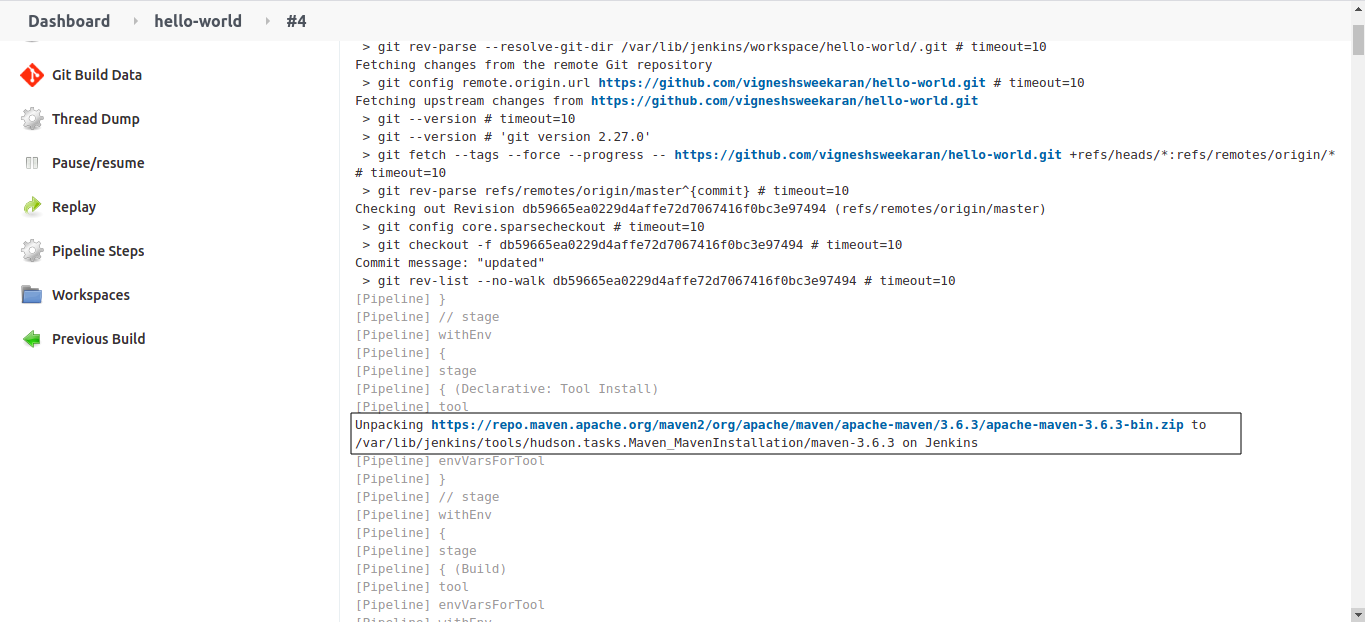 Dashboard hello-world #4
Git Build Data
Thread Dump
Pause/resume
Replay
Pipeline Steps
Workspaces
Previous Build
> git rev-parse --resolve-git-dir /var/lib/jenkins/workspace/hello-world/.git # timeout=10
Fetching changes from the remote Git repository
> git config remote.origin.url https://github.com/vigneshsweekaran/hello-world.git # timeout=10
Fetching upstream changes from https://github.com/vigneshsweekaran/hello-world.git
> git --version # timeout=10
> git --version # 'git version 2.27.0'
> git fetch --tags --force --progress -- https://github.com/vigneshsweekaran/hello-world.git +refs/heads/*:refs/remotes/origin/*
# timeout=10
> git rev-parse refs/remotes/origin/master^{commit} # timeout=10
Checking out Revision db59665ea0229d4affe72d7067416f0bc3e97494 (refs/remotes/origin/master)
> git config core.sparsecheckout # timeout=10
> git checkout -f db59665ea0229d4affe72d7067416f0bc3e97494 # timeout=10
Commit message: "updated"
> git rev-list --no-walk db59665ea0229d4affe72d7067416f0bc3e97494 # timeout=10
[Pipeline] }
[Pipeline] // stage
[Pipeline] withEnv
[Pipeline] {
[Pipeline] stage
[Pipeline] { (Declarative: Tool Install)
[Pipeline] tool
Unpacking https://repo.maven.apache.org/maven2/org/apache/maven/apache-maven/3.6.3/apache-maven-3.6.3-bin.zip to
/var/lib/jenkins/tools/hudson.tasks.Maven_MavenInstallation/maven-3.6.3 on Jenkins
[Pipeline] envVarsForTool
[Pipeline] }
[Pipeline] // stage
[Pipeline] withEnv
[Pipeline] {
[Pipeline] stage
[Pipeline] { (Build)
[Pipeline] tool
[Pipeline] envVarsForTool
[Pipeline] withEnv